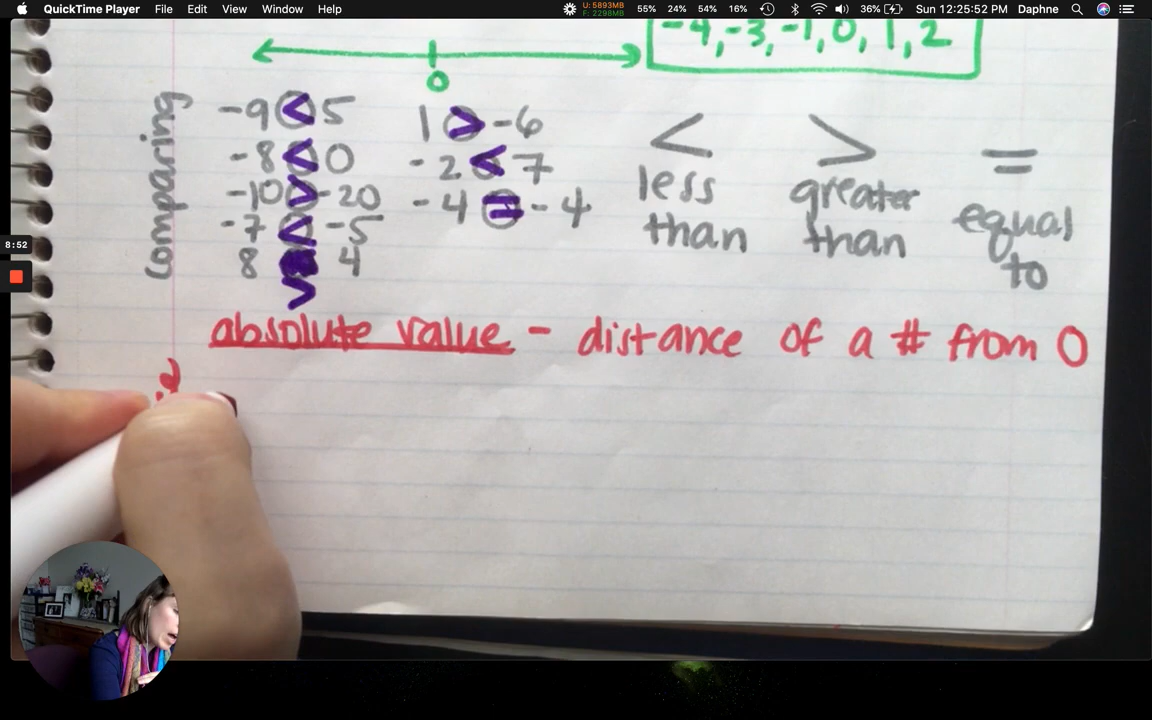 QuickTime Player File Edit View Window Help U: 5893MB F: 2298MB 55% 24% 54% 16% 36% Sun 12:25:52 PM Daphne
-4, -3, -1, 0, 1, 2
0
comparing
-9 < 5
-8 < 0
-10 > -20
-7 < -5
8 > 4
1 > -6
-2 < 7
-4 = -4
<
less
than
>
greater
than
=
equal
to
8:52
absolute value - distance of a # from 0